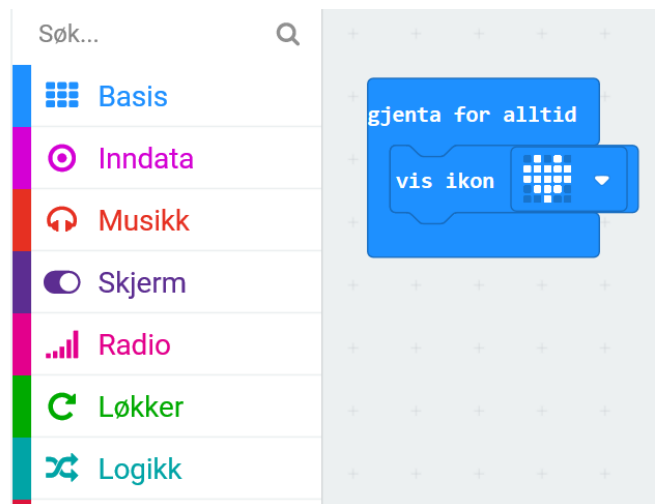 Søk...
Basis
Inndata
Musikk
Skjerm
Radio
Løkker
Logikk
gjenta for alltid
vis ikon